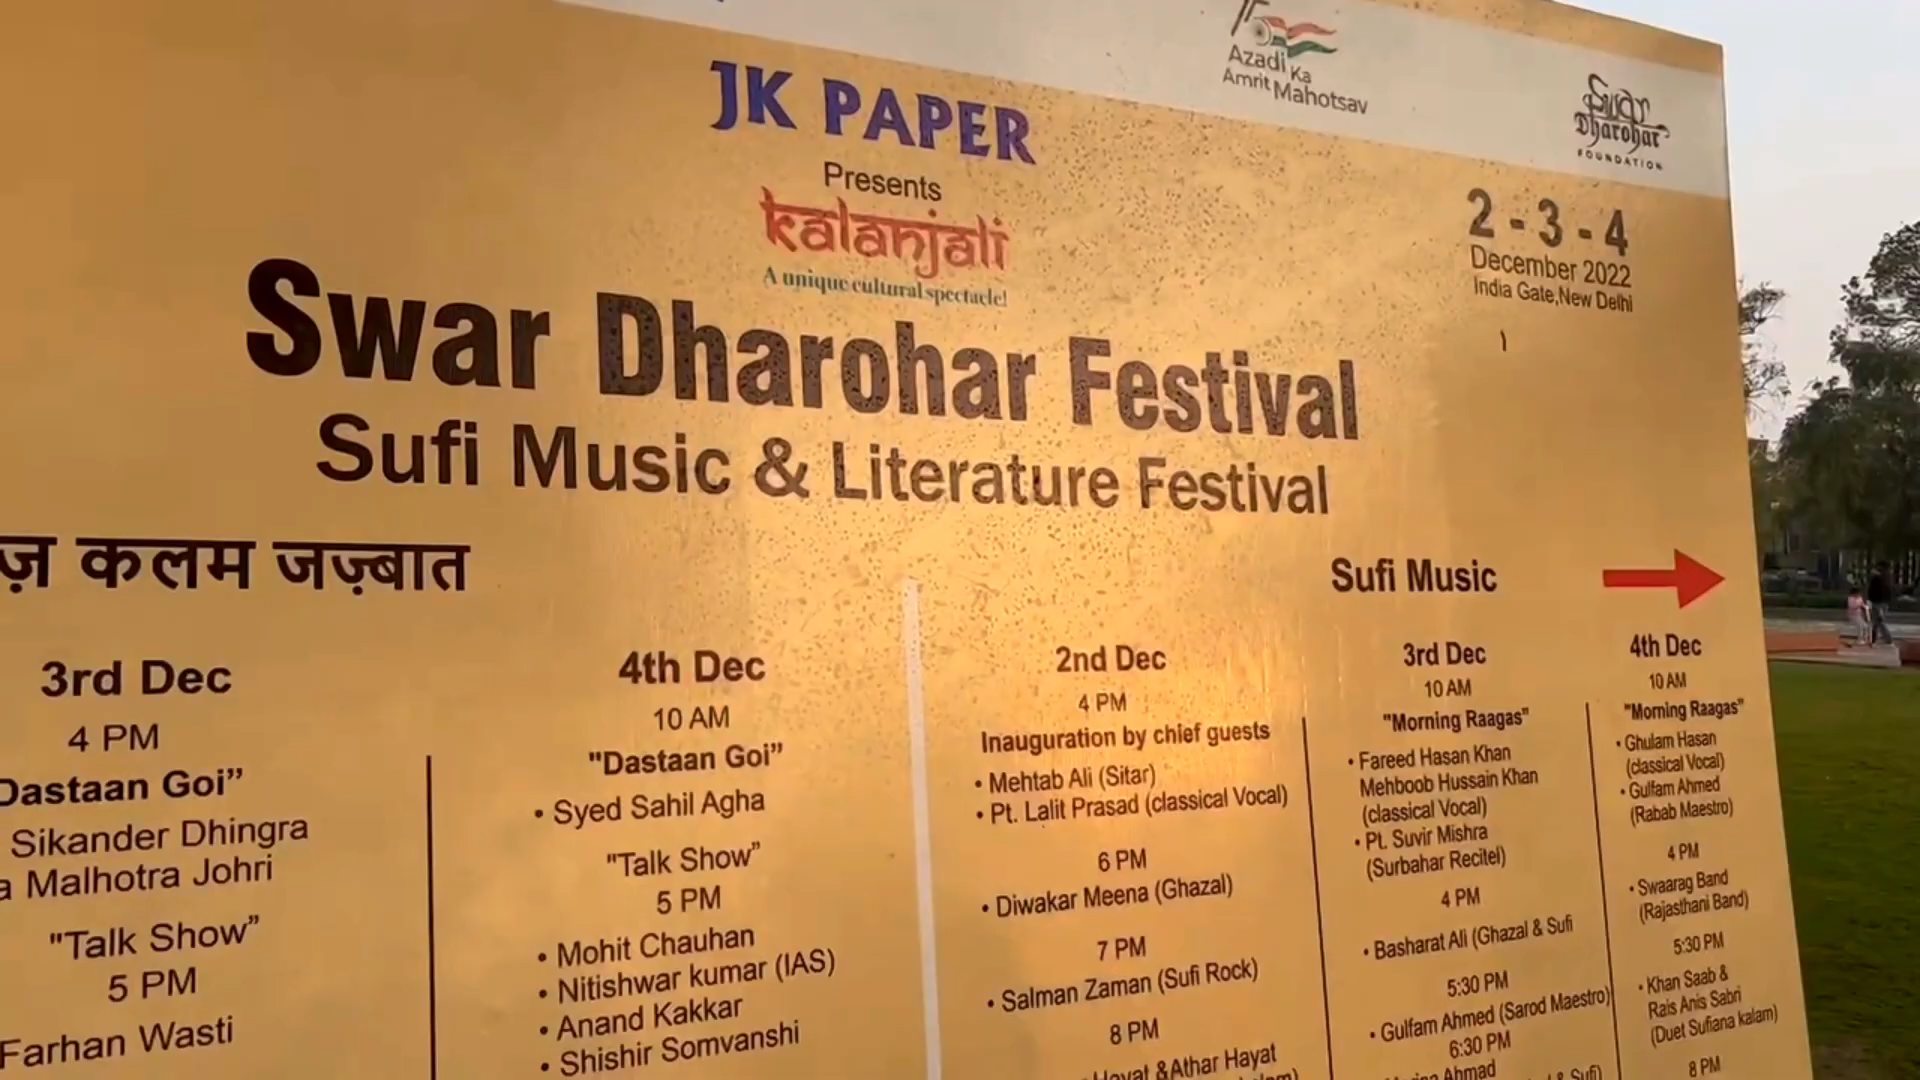 Azadi Ka
Amrit Mahotsav
Swar
Dharohar
FOUNDATION
JK PAPER
Presents
kalanjali
A unique cultural spectacle!
2 - 3 - 4
December 2022
India Gate,New Delhi
Swar Dharohar Festival
Sufi Music & Literature Festival
कलम जज़्बात
3rd Dec
4 PM
Dastaan Goi”
Sikander Dhingra
Malhotra Johri
"Talk Show”
5 PM
Farhan Wasti
4th Dec
10 AM
"Dastaan Goi”
• Syed Sahil Agha
"Talk Show”
5 PM
• Mohit Chauhan
• Nitishwar kumar (IAS)
• Anand Kakkar
• Shishir Somvanshi
Sufi Music
2nd Dec
4 PM
Inauguration by chief guests
• Mehtab Ali (Sitar)
• Pt. Lalit Prasad (classical Vocal)
6 PM
• Diwakar Meena (Ghazal)
7 PM
• Salman Zaman (Sufi Rock)
8 PM
Hayat &Athar Hayat
3rd Dec
10 AM
"Morning Raagas"
• Fareed Hasan Khan
Mehboob Hussain Khan
(classical Vocal)
• Pt. Suvir Mishra
(Surbahar Recitel)
4 PM
• Basharat Ali (Ghazal & Sufi
5:30 PM
• Gulfam Ahmed (Sarod Maestro)
6:30 PM
Ahmad
& Sufi)
4th Dec
10 AM
"Morning Raagas"
• Ghulam Hasan
(classical Vocal)
• Gulfam Ahmed
(Rabab Maestro)
4 PM
• Swaarag Band
(Rajasthani Band)
5:30 PM
• Khan Saab &
Rais Anis Sabri
(Duet Sufiana kalam)
8 PM